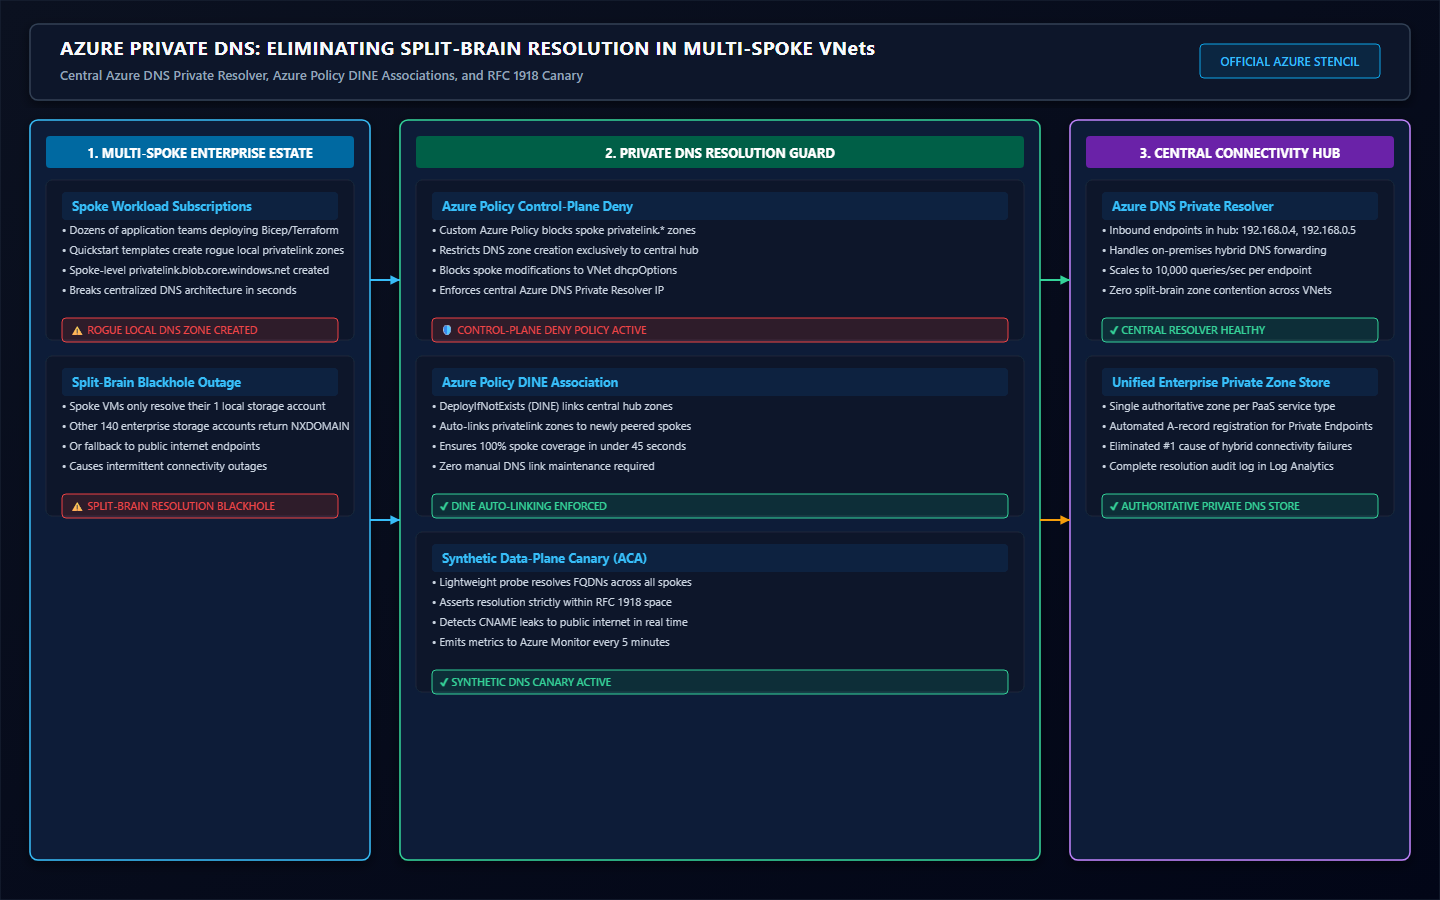 AZURE PRIVATE DNS: ELIMINATING SPLIT-BRAIN RESOLUTION IN MULTI-SPOKE VNets
Central Azure DNS Private Resolver, Azure Policy DINE Associations, and RFC 1918 Canary
OFFICIAL AZURE STENCIL
1. MULTI-SPOKE ENTERPRISE ESTATE
Spoke Workload Subscriptions
• Dozens of application teams deploying Bicep/Terraform
• Quickstart templates create rogue local privatelink zones
• Spoke-level privatelink.blob.core.windows.net created
• Breaks centralized DNS architecture in seconds
⚠ ROGUE LOCAL DNS ZONE CREATED
Split-Brain Blackhole Outage
• Spoke VMs only resolve their 1 local storage account
• Other 140 enterprise storage accounts return NXDOMAIN
• Or fallback to public internet endpoints
• Causes intermittent connectivity outages
⚠ SPLIT-BRAIN RESOLUTION BLACKHOLE
2. PRIVATE DNS RESOLUTION GUARD
Azure Policy Control-Plane Deny
• Custom Azure Policy blocks spoke privatelink.* zones
• Restricts DNS zone creation exclusively to central hub
• Blocks spoke modifications to VNet dhcpOptions
• Enforces central Azure DNS Private Resolver IP
🛡 CONTROL-PLANE DENY POLICY ACTIVE
Azure Policy DINE Association
• DeployIfNotExists (DINE) links central hub zones
• Auto-links privatelink zones to newly peered spokes
• Ensures 100% spoke coverage in under 45 seconds
• Zero manual DNS link maintenance required
✔ DINE AUTO-LINKING ENFORCED
Synthetic Data-Plane Canary (ACA)
• Lightweight probe resolves FQDNs across all spokes
• Asserts resolution strictly within RFC 1918 space
• Detects CNAME leaks to public internet in real time
• Emits metrics to Azure Monitor every 5 minutes
✔ SYNTHETIC DNS CANARY ACTIVE
3. CENTRAL CONNECTIVITY HUB
Azure DNS Private Resolver
• Inbound endpoints in hub: 192.168.0.4, 192.168.0.5
• Handles on-premises hybrid DNS forwarding
• Scales to 10,000 queries/sec per endpoint
• Zero split-brain zone contention across VNets
✔ CENTRAL RESOLVER HEALTHY
Unified Enterprise Private Zone Store
• Single authoritative zone per PaaS service type
• Automated A-record registration for Private Endpoints
• Eliminated #1 cause of hybrid connectivity failures
• Complete resolution audit log in Log Analytics
✔ AUTHORITATIVE PRIVATE DNS STORE